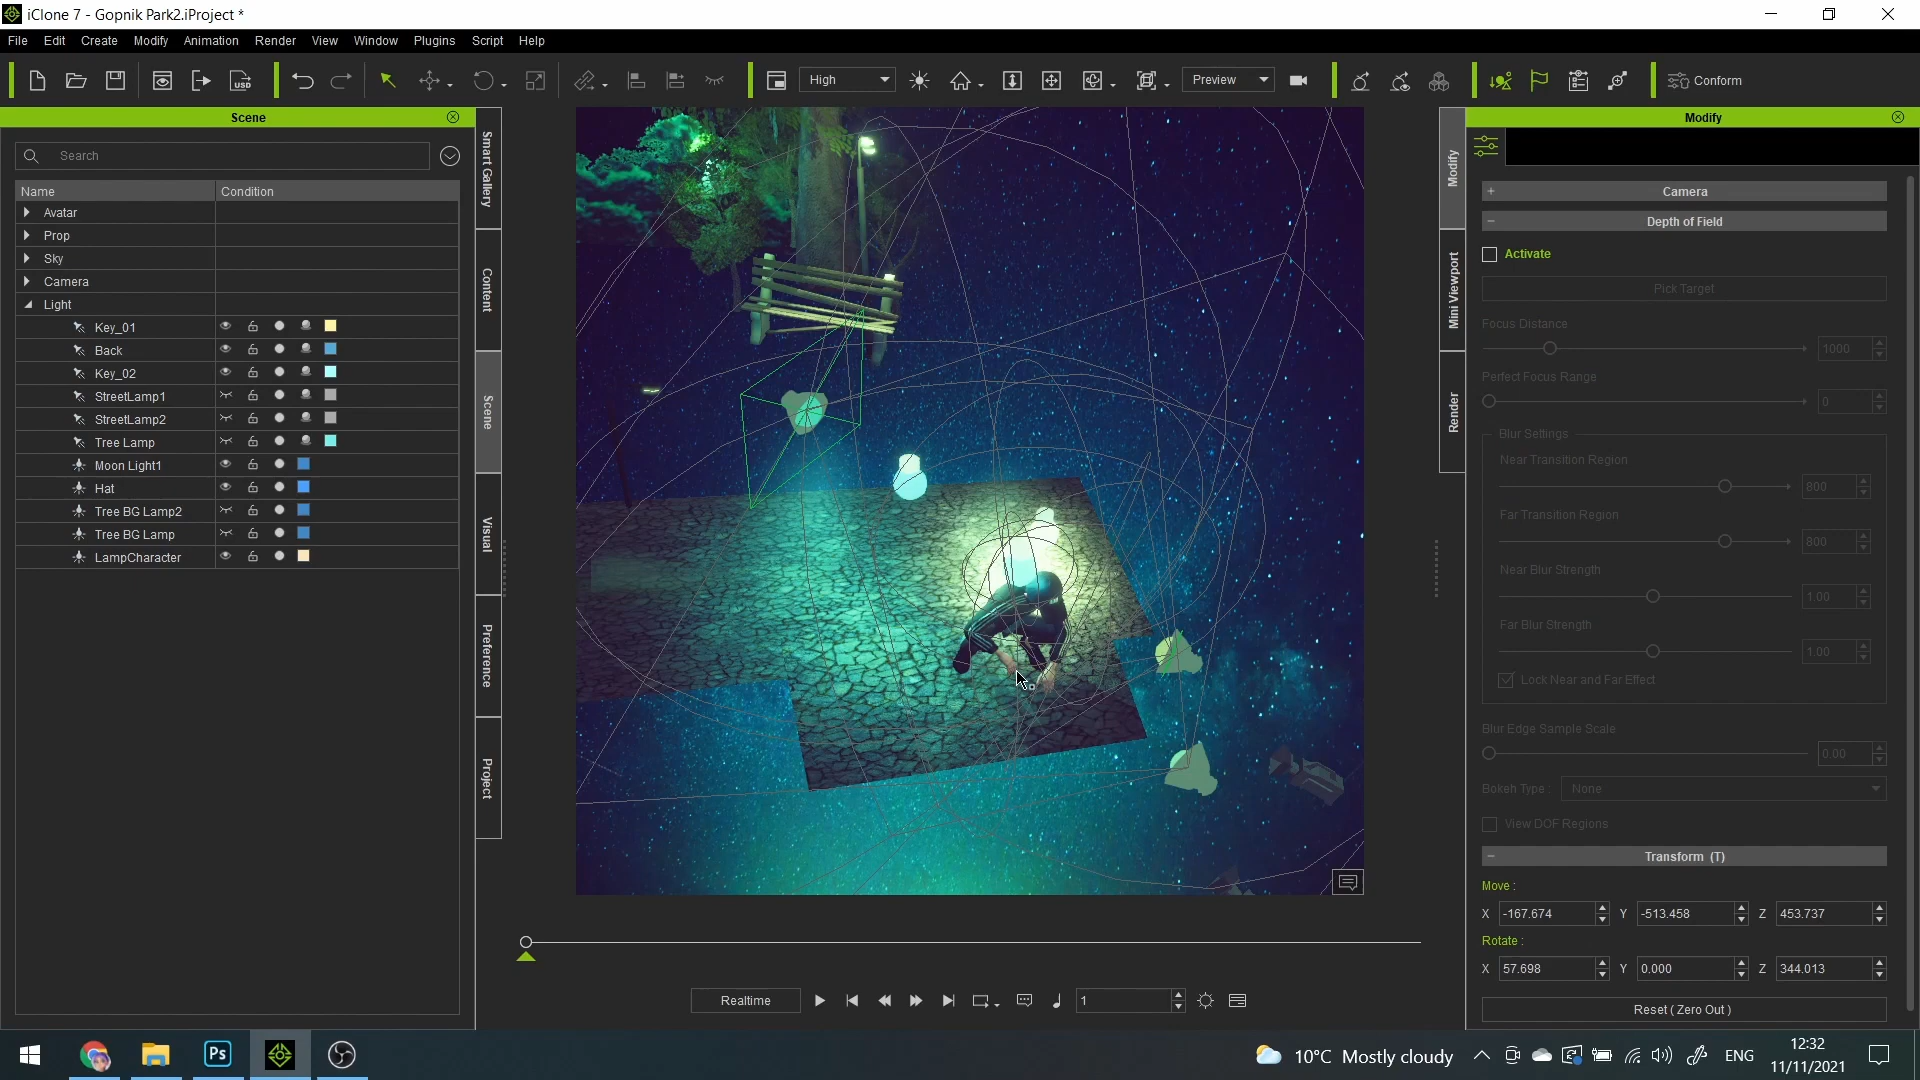 iClone 7 - Gopnik Park2.iProject *
File Edit Create Modify Animation Render View Window Plugins Script Help
USD
High
Preview
Conform
Scene
Search
Name Condition
Avatar
Prop
Sky
Camera
Light
Key_01
Back
Key_02
StreetLamp1
StreetLamp2
Tree Lamp
Moon Light1
Hat
Tree BG Lamp2
Tree BG Lamp
LampCharacter
Smart Gallery
Content
Scene
Visual
Preference
Project
Realtime
1
Modify
Mini Viewport
Render
Modify
Camera
Depth of Field
Activate
Pick Target
Focus Distance
1000
Perfect Focus Range
0
Blur Settings
Near Transition Region
800
Far Transition Region
800
Near Blur Strength
1.00
Far Blur Strength
1.00
Lock Near and Far Effect
Blur Edge Sample Scale
0.00
Bokeh Type : None
View DOF Regions
Transform (T)
Move :
X -167.674 Y -513.458 Z 453.737
Rotate :
X 57.698 Y 0.000 Z 344.013
Reset ( Zero Out )
Ps
10°C Mostly cloudy
ENG
12:32
11/11/2021